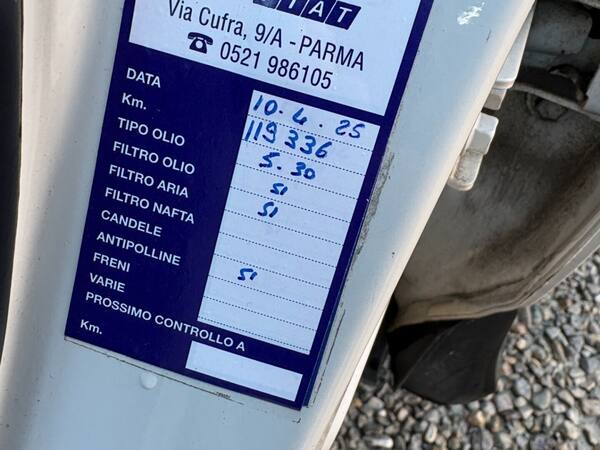 FIAT
Via Cufra, 9/A - PARMA
☎ 0521 986105
DATA 10.4.25
Km. 119336
TIPO OLIO 5.30
FILTRO OLIO SI
FILTRO ARIA SI
FILTRO NAFTA
CANDELE
ANTIPOLLINE SI
FRENI
VARIE
PROSSIMO CONTROLLO A
Km.